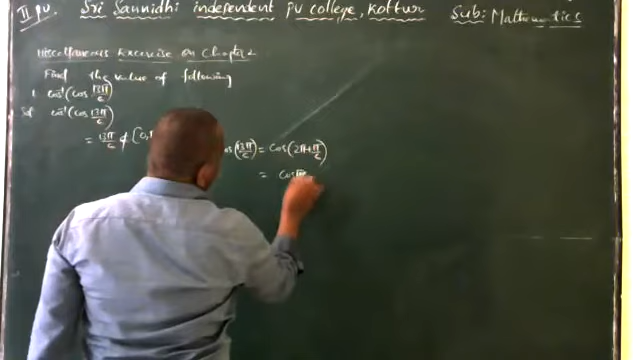 II PU. Sri Sannidhi independent PU college, Kottur Sub: Mathematics
Miscellaneous Exercise on Chapter 2
Find the value of following
1. cos⁻¹(cos 13π/6)
Sol cos⁻¹(cos 13π/6)
= 13π/6 ∉ [0,π
cos(13π/6) = cos(2π+π/6)
= cos π